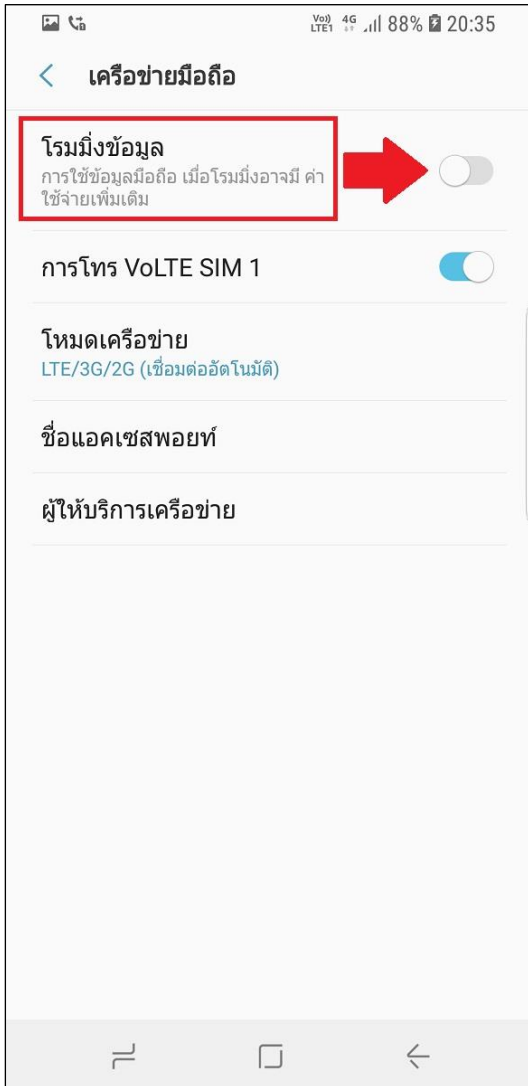 Vo)) LTE1 4G 88% 20:35
เครือข่ายมือถือ
โรมมิ่งข้อมูล
การใช้ข้อมูลมือถือ เมื่อโรมมิ่งอาจมี ค่า
ใช้จ่ายเพิ่มเติม
การโทร VoLTE SIM 1
โหมดเครือข่าย
LTE/3G/2G (เชื่อมต่ออัตโนมัติ)
ชื่อแอคเซสพอยท์
ผู้ให้บริการเครือข่าย